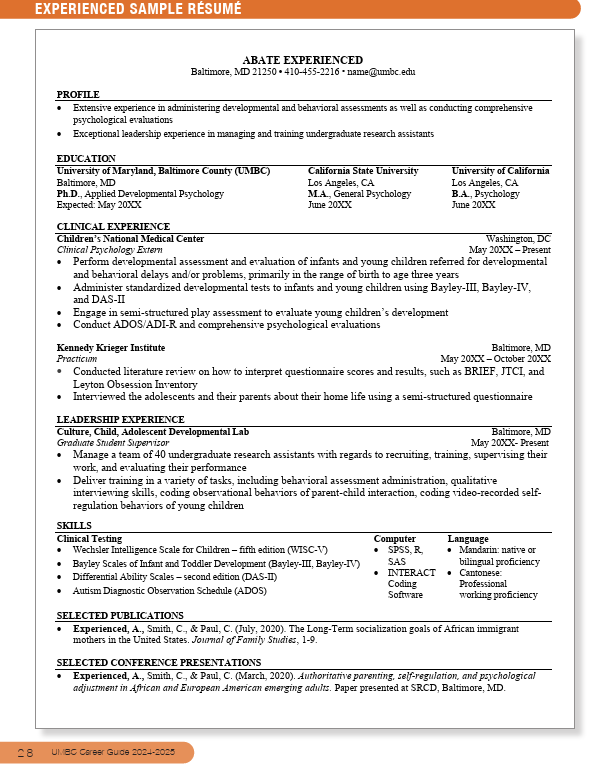 EXPERIENCED SAMPLE RÉSUMÉ
ABATE EXPERIENCED
Baltimore, MD 21250 • 410-455-2216 • name@umbc.edu
PROFILE
• Extensive experience in administering developmental and behavioral assessments as well as conducting comprehensive
psychological evaluations
• Exceptional leadership experience in managing and training undergraduate research assistants
EDUCATION
University of Maryland, Baltimore County (UMBC) California State University University of California
Baltimore, MD Los Angeles, CA Los Angeles, CA
Ph.D., Applied Developmental Psychology M.A., General Psychology B.A., Psychology
Expected: May 20XX June 20XX June 20XX
CLINICAL EXPERIENCE
Children's National Medical Center Washington, DC
Clinical Psychology Extern May 20XX – Present
• Perform developmental assessment and evaluation of infants and young children referred for developmental
and behavioral delays and/or problems, primarily in the range of birth to age three years
• Administer standardized developmental tests to infants and young children using Bayley-III, Bayley-IV,
and DAS-II
• Engage in semi-structured play assessment to evaluate young children's development
• Conduct ADOS/ADI-R and comprehensive psychological evaluations
Kennedy Krieger Institute Baltimore, MD
Practicum May 20XX – October 20XX
• Conducted literature review on how to interpret questionnaire scores and results, such as BRIEF, JTCI, and
Leyton Obsession Inventory
• Interviewed the adolescents and their parents about their home life using a semi-structured questionnaire
LEADERSHIP EXPERIENCE
Culture, Child, Adolescent Developmental Lab Baltimore, MD
Graduate Student Supervisor May 20XX- Present
• Manage a team of 40 undergraduate research assistants with regards to recruiting, training, supervising their
work, and evaluating their performance
• Deliver training in a variety of tasks, including behavioral assessment administration, qualitative
interviewing skills, coding observational behaviors of parent-child interaction, coding video-recorded self-
regulation behaviors of young children
SKILLS
Clinical Testing
• Wechsler Intelligence Scale for Children – fifth edition (WISC-V)
• Bayley Scales of Infant and Toddler Development (Bayley-III, Bayley-IV)
• Differential Ability Scales – second edition (DAS-II)
• Autism Diagnostic Observation Schedule (ADOS)
Computer
• SPSS, R,
SAS
• INTERACT
Coding
Software
Language
• Mandarin: native or
bilingual proficiency
• Cantonese:
Professional
working proficiency
SELECTED PUBLICATIONS
• Experienced, A., Smith, C., & Paul, C. (July, 2020). The Long-Term socialization goals of African immigrant
mothers in the United States. Journal of Family Studies, 1-9.
SELECTED CONFERENCE PRESENTATIONS
• Experienced, A., Smith, C., & Paul, C. (March, 2020). Authoritative parenting, self-regulation, and psychological
adjustment in African and European American emerging adults. Paper presented at SRCD, Baltimore, MD.
28 UMBC Career Guide 2024-2025